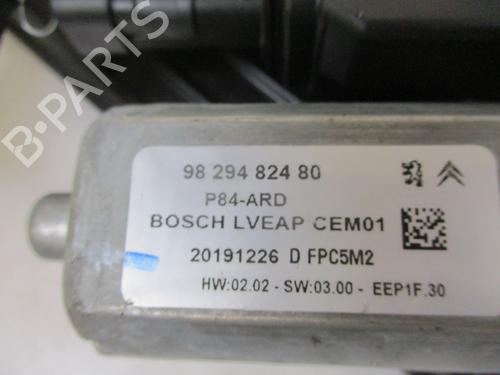 B-PARTS
98 294 824 80
P84-ARD
BOSCH LVEAP CEM01
20191226 D FPC5M2
HW:02.02 - SW:03.00 - EEP1F.30